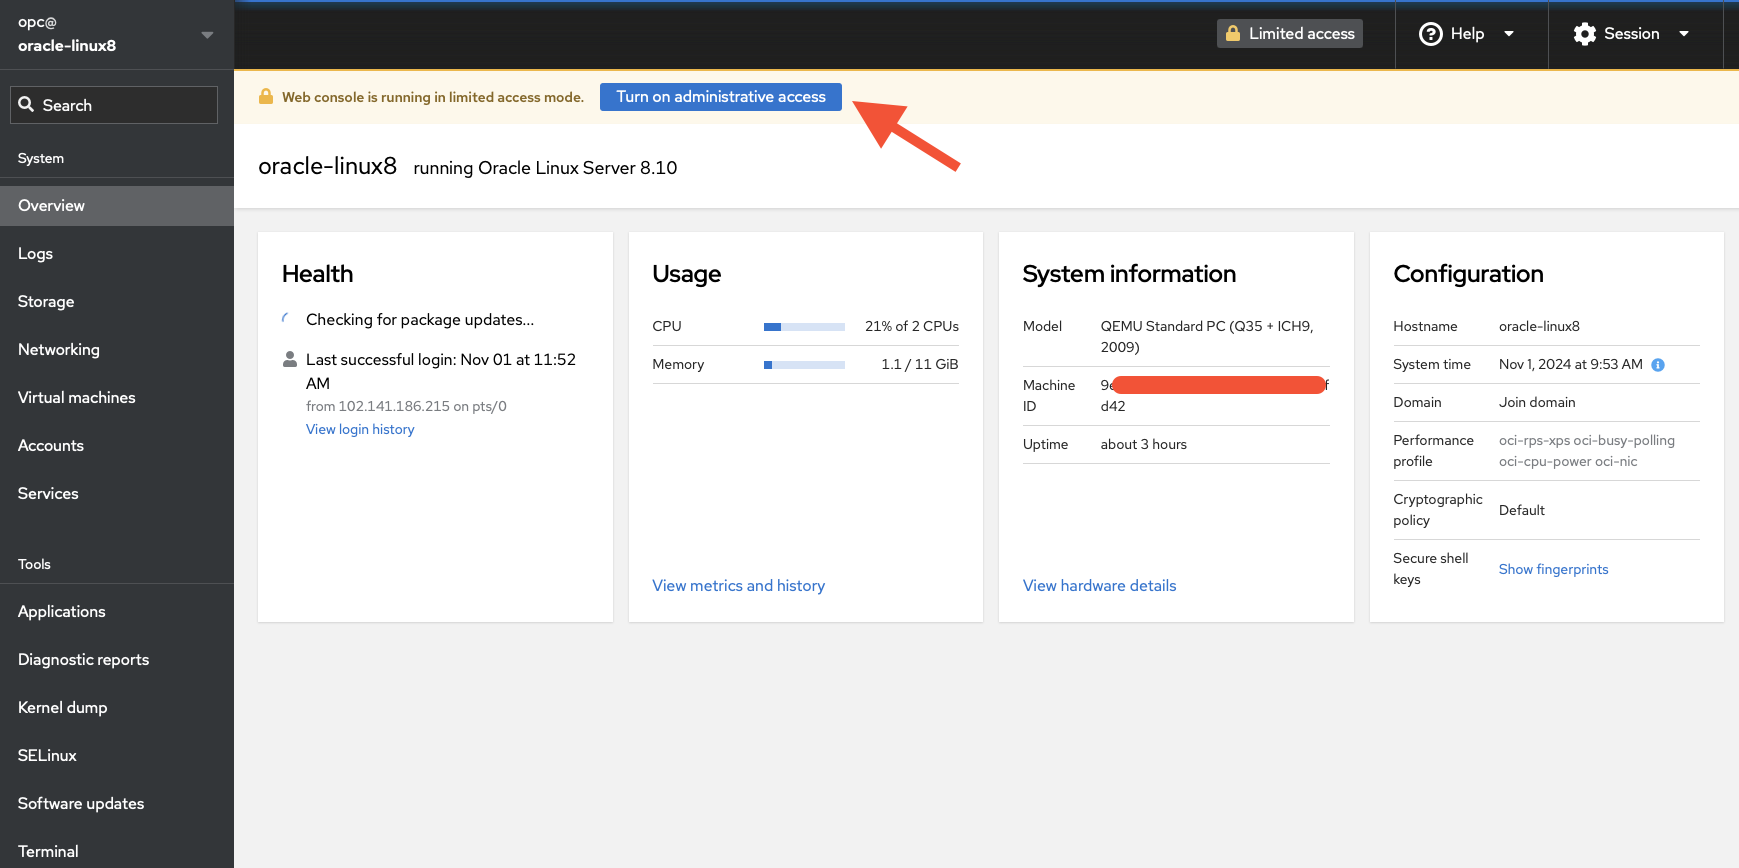 opc@
oracle-linux8
Limited access
Help
Session
Search
Web console is running in limited access mode.
Turn on administrative access
oracle-linux8 running Oracle Linux Server 8.10
System
Overview
Logs
Storage
Networking
Virtual machines
Accounts
Services
Tools
Applications
Diagnostic reports
Kernel dump
SELinux
Software updates
Terminal
Health
Checking for package updates...
Last successful login: Nov 01 at 11:52
AM
from 102.141.186.215 on pts/0
View login history
Usage
CPU 21% of 2 CPUs
Memory 1.1 / 11 GiB
View metrics and history
System information
Model QEMU Standard PC (Q35 + ICH9,
2009)
Machine
ID
d42
Uptime about 3 hours
View hardware details
Configuration
Hostname oracle-linux8
System time Nov 1, 2024 at 9:53 AM
Domain Join domain
Performance
profile
oci-rps-xps oci-busy-polling
oci-cpu-power oci-nic
Cryptographic
policy
Default
Secure shell
keys
Show fingerprints